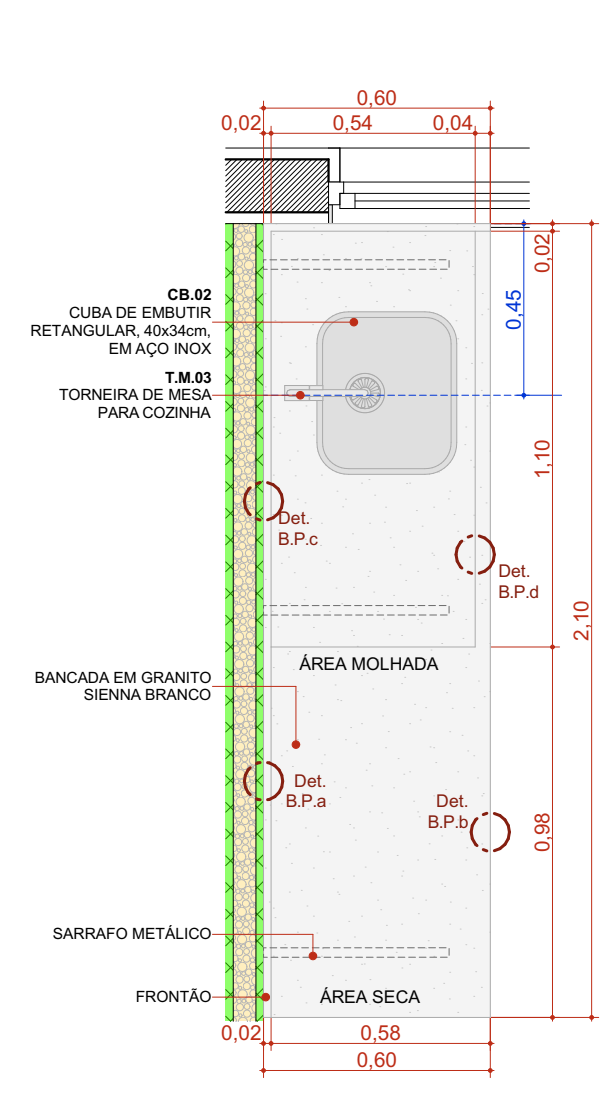 0,60
0,02
0,54
0,04
0,02
0,45
CB.02
CUBA DE EMBUTIR
RETANGULAR, 40x34cm,
EM AÇO INOX
T.M.03
TORNEIRA DE MESA
PARA COZINHA
1,10
Det.
B.P.c
Det.
B.P.d
2,10
ÁREA MOLHADA
BANCADA EM GRANITO
SIENNA BRANCO
Det.
B.P.a
Det.
B.P.b
0,98
SARRAFO METÁLICO
FRONTÃO
ÁREA SECA
0,02
0,58
0,60